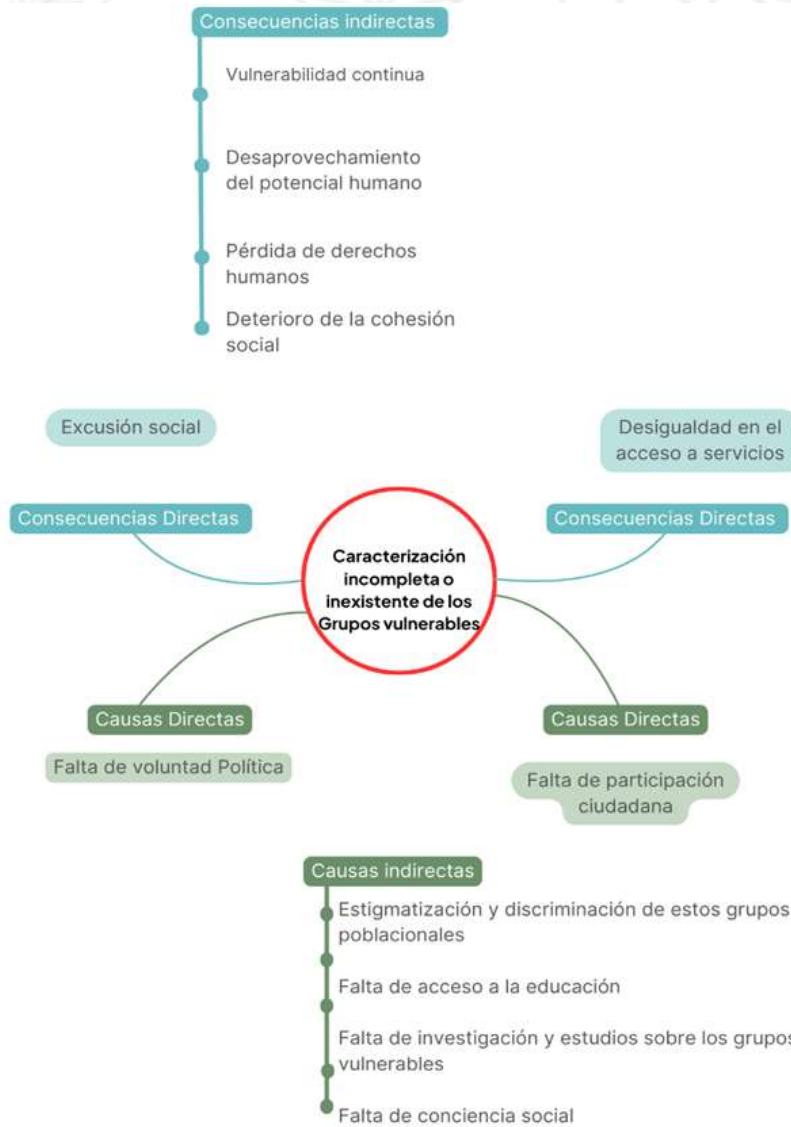 Consecuencias indirectas
Vulnerabilidad continua
Desaprovechamiento
del potencial humano
Pérdida de derechos
humanos
Deterioro de la cohesión
social
Excusión social
Desigualdad en el
acceso a servicios
Consecuencias Directas
Consecuencias Directas
Caracterización
incompleta o
inexistente de los
Grupos vulnerables
Causas Directas
Causas Directas
Falta de voluntad Política
Falta de participación
ciudadana
Causas indirectas
Estigmatización y discriminación de estos grupos
poblacionales
Falta de acceso a la educación
Falta de investigación y estudios sobre los grupos
vulnerables
Falta de conciencia social